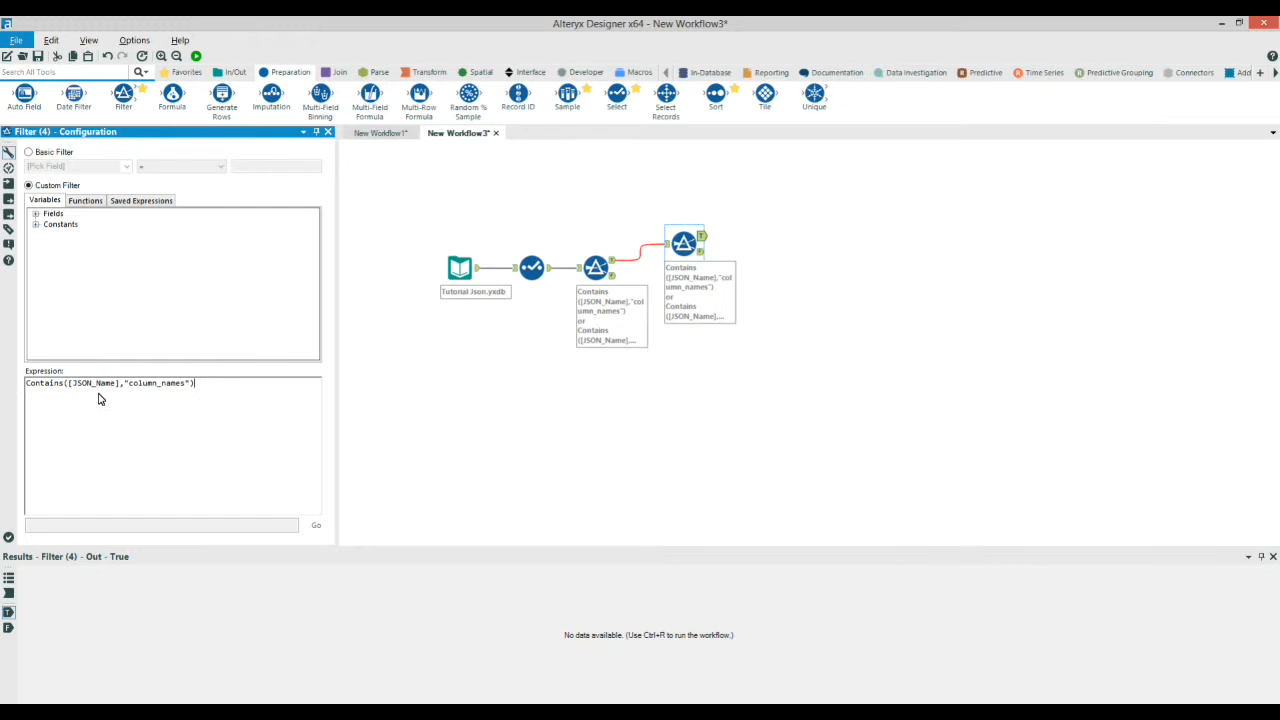 Alteryx Designer x64 - New Workflow3*
File Edit View Options Help
Search All Tools Favorites In/Out Preparation Join Parse Transform Spatial Interface Developer Macros In-Database Reporting Documentation Data Investigation Predictive Time Series Predictive Grouping Connectors Add
Auto Field Date Filter Filter Formula Generate Rows Imputation Multi-Field Binning Multi-Field Formula Multi-Row Formula Random % Sample Record ID Sample Select Select Records Sort Tile Unique
Filter (4) - Configuration
New Workflow1* New Workflow3*
Basic Filter
[Pick Field] =
Custom Filter
Variables Functions Saved Expressions
Fields
Constants
Tutorial Json.yxdb
Contains
([JSON_Name],"col
umn_names")
or
Contains
([JSON_Name],...
Contains
([JSON_Name],"col
umn_names")
or
Contains
([JSON_Name],...
Expression:
Contains([JSON_Name],"column_names")
Go
Results - Filter (4) - Out - True
No data available. (Use Ctrl+R to run the workflow.)